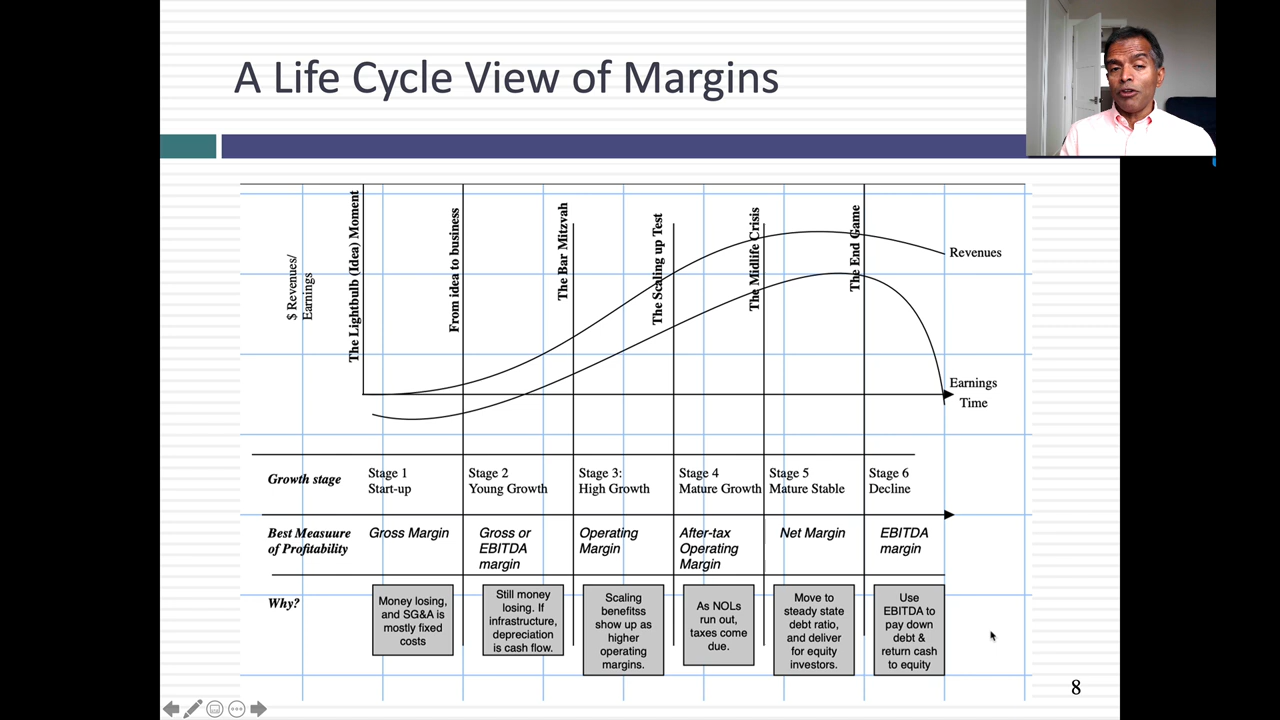 A Life Cycle View of Margins
$ Revenues/
Earnings
The Lightbulb (Idea) Moment
From idea to business
The Bar Mitzvah
The Scaling up Test
The Midlife Crisis
The End Game
Revenues
Earnings
Time
Growth stage
Stage 1
Start-up
Stage 2
Young Growth
Stage 3:
High Growth
Stage 4
Mature Growth
Stage 5
Mature Stable
Stage 6
Decline
Best Measuure
of Profitability
Gross Margin
Gross or
EBITDA
margin
Operating
Margin
After-tax
Operating
Margin
Net Margin
EBITDA
margin
Why?
Money losing,
and SG&A is
mostly fixed
costs
Still money
losing. If
infrastructure,
depreciation
is cash flow.
Scaling
benefitss
show up as
higher
operating
margins.
As NOLs
run out,
taxes come
due.
Move to
steady state
debt ratio,
and deliver
for equity
investors.
Use
EBITDA to
pay down
debt &
return cash
to equity
8